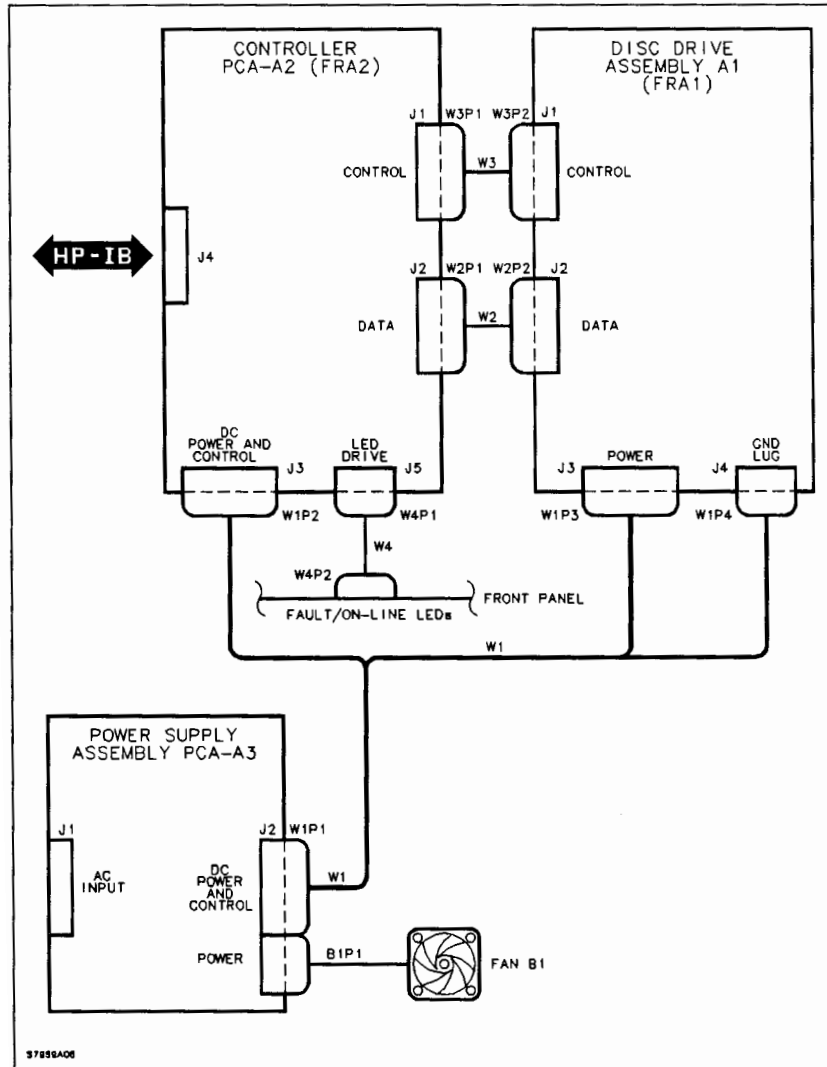 CONTROLLER
PCA-A2 (FRA2)
DISC DRIVE
ASSEMBLY A1
(FRA1)
J1 W3P1 W3P2 J1
CONTROL W3 CONTROL
HP-IB J4
J2 W2P1 W2P2 J2
DATA W2 DATA
DC
POWER AND
CONTROL
J3
LED
DRIVE
J5
J3
POWER
J4
GND
LUG
W1P2 W4P1 W1P3 W1P4
W4
W4P2
FRONT PANEL
FAULT/ON-LINE LEDs
W1
POWER SUPPLY
ASSEMBLY PCA-A3
J1
AC
INPUT
J2 W1P1
DC
POWER
AND
CONTROL
W1
POWER
B1P1
FAN B1